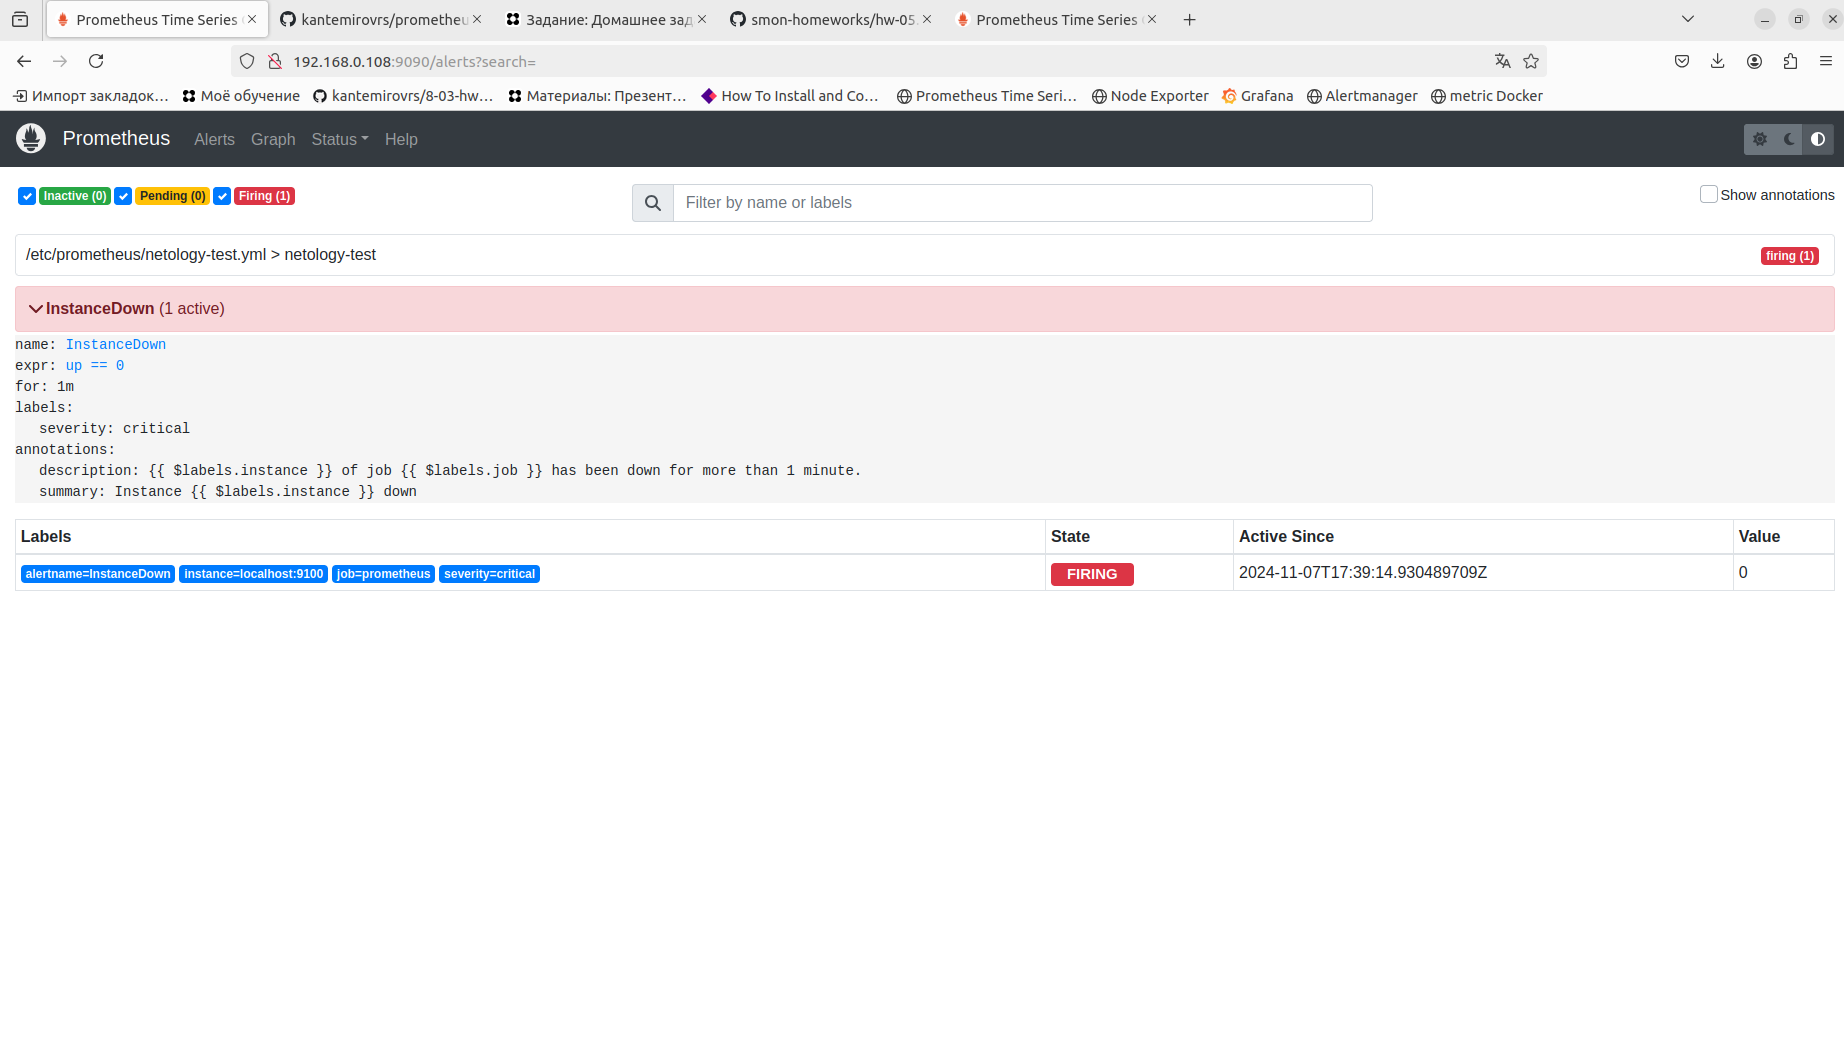 Prometheus Time Series
kantemirovrs/prometheu
Задание: Домашнее зад
smon-homeworks/hw-05.
Prometheus Time Series
192.168.0.108:9090/alerts?search=
Импорт закладок…
Моё обучение
kantemirovrs/8-03-hw…
Материалы: Презент…
How To Install and Co…
Prometheus Time Seri…
Node Exporter
Grafana
Alertmanager
metric Docker
Prometheus Alerts Graph Status Help
Inactive (0) Pending (0) Firing (1)
Filter by name or labels
Show annotations
/etc/prometheus/netology-test.yml > netology-test
firing (1)
InstanceDown (1 active)
name: InstanceDown
expr: up == 0
for: 1m
labels:
severity: critical
annotations:
description: {{ $labels.instance }} of job {{ $labels.job }} has been down for more than 1 minute.
summary: Instance {{ $labels.instance }} down
Labels State Active Since Value
alertname=InstanceDown instance=localhost:9100 job=prometheus severity=critical FIRING 2024-11-07T17:39:14.930489709Z 0